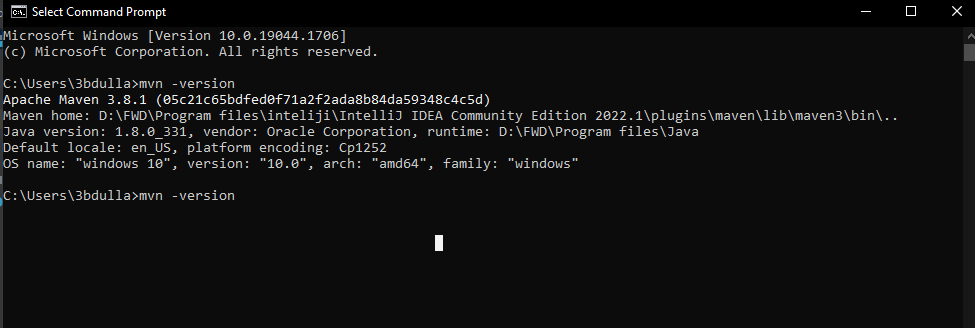 Select Command Prompt
Microsoft Windows [Version 10.0.19044.1706]
(c) Microsoft Corporation. All rights reserved.
C:\Users\3bdulla>mvn -version
Apache Maven 3.8.1 (05c21c65bdfed0f71a2f2ada8b84da59348c4c5d)
Maven home: D:\FWD\Program files\inteliji\IntelliJ IDEA Community Edition 2022.1\plugins\maven\lib\maven3\bin\..
Java version: 1.8.0_331, vendor: Oracle Corporation, runtime: D:\FWD\Program files\Java
Default locale: en_US, platform encoding: Cp1252
OS name: "windows 10", version: "10.0", arch: "amd64", family: "windows"
C:\Users\3bdulla>mvn -version